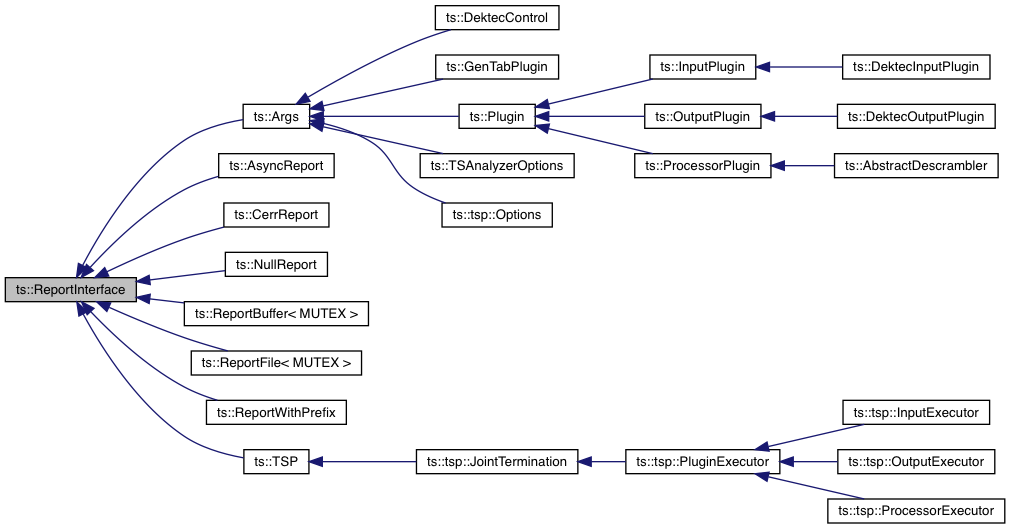 ts::DektecControl
ts::GenTabPlugin
ts::InputPlugin
ts::DektecInputPlugin
ts::Args
ts::Plugin
ts::OutputPlugin
ts::DektecOutputPlugin
ts::AsyncReport
ts::TSAnalyzerOptions
ts::ProcessorPlugin
ts::AbstractDescrambler
ts::CerrReport
ts::tsp::Options
ts::NullReport
ts::ReportInterface
ts::ReportBuffer< MUTEX >
ts::ReportFile< MUTEX >
ts::ReportWithPrefix
ts::tsp::InputExecutor
ts::TSP
ts::tsp::JointTermination
ts::tsp::PluginExecutor
ts::tsp::OutputExecutor
ts::tsp::ProcessorExecutor